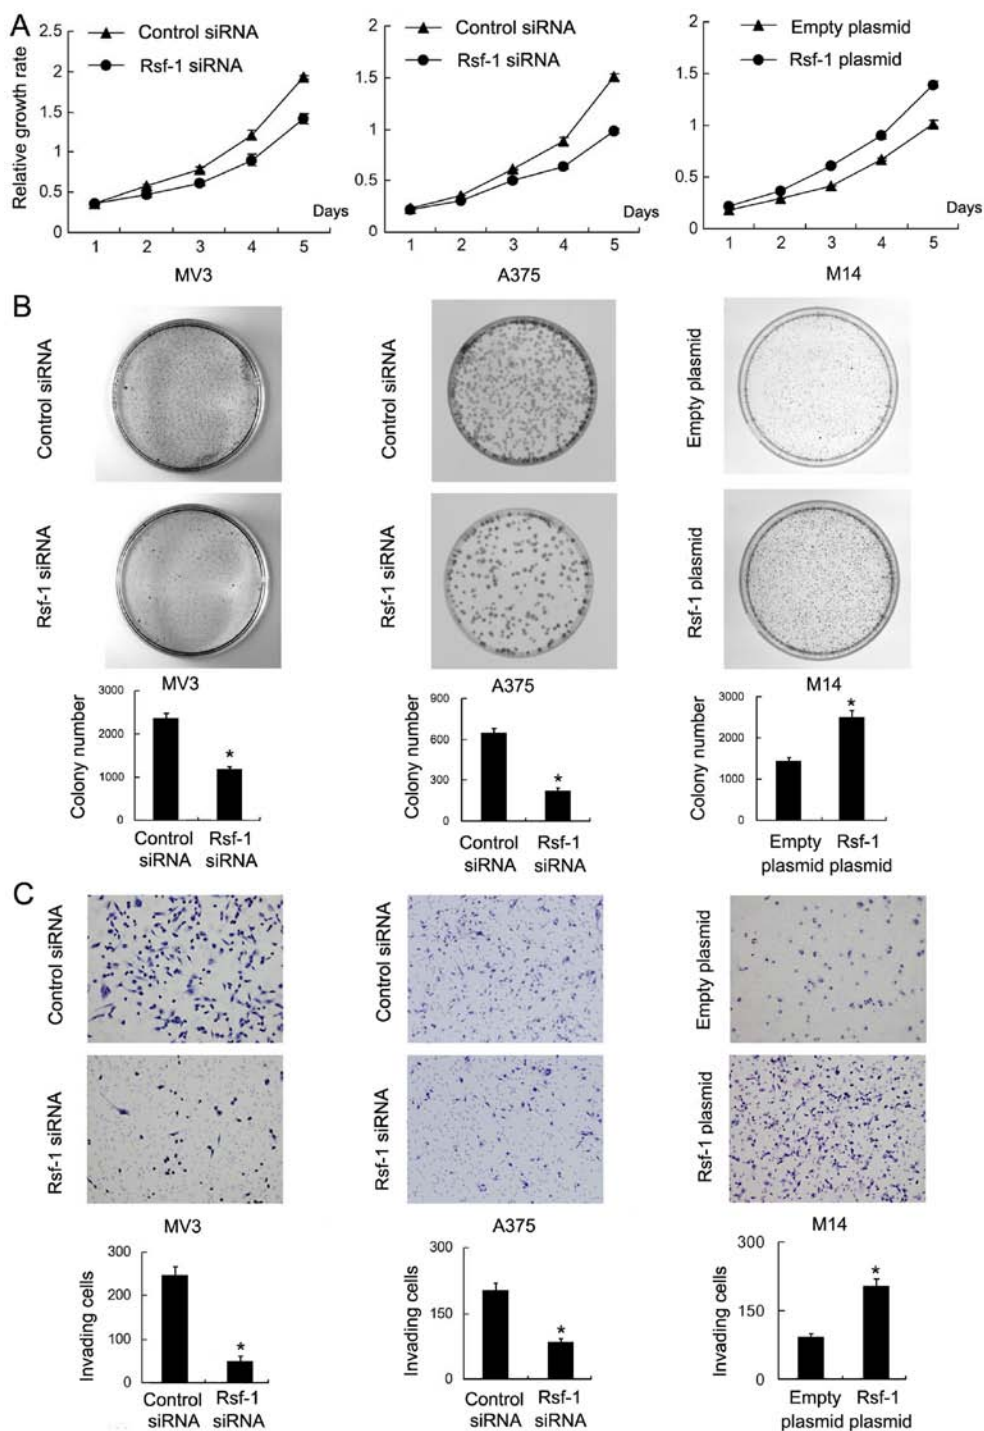 A
Relative growth rate
2.5
2
1.5
1
0.5
0
Control siRNA
Rsf-1 siRNA
Days
1 2 3 4 5
MV3
2
1.5
1
0.5
0
Control siRNA
Rsf-1 siRNA
Days
1 2 3 4 5
A375
2
1.5
1
0.5
0
Empty plasmid
Rsf-1 plasmid
Days
1 2 3 4 5
M14
B
Control siRNA
Rsf-1 siRNA
MV3
Control siRNA
Rsf-1 siRNA
A375
Empty plasmid
Rsf-1 plasmid
M14
Colony number
3000
2000
1000
0
*
Control Rsf-1
siRNA siRNA
Colony number
900
600
300
0
*
Control Rsf-1
siRNA siRNA
Colony number
3000
2000
1000
0
*
Empty Rsf-1
plasmid plasmid
C
Control siRNA
Rsf-1 siRNA
MV3
Control siRNA
Rsf-1 siRNA
A375
Empty plasmid
Rsf-1 plasmid
M14
Invading cells
300
200
100
0
*
Control Rsf-1
siRNA siRNA
Invading cells
300
150
0
*
Control Rsf-1
siRNA siRNA
Invading cells
300
150
0
*
Empty Rsf-1
plasmid plasmid